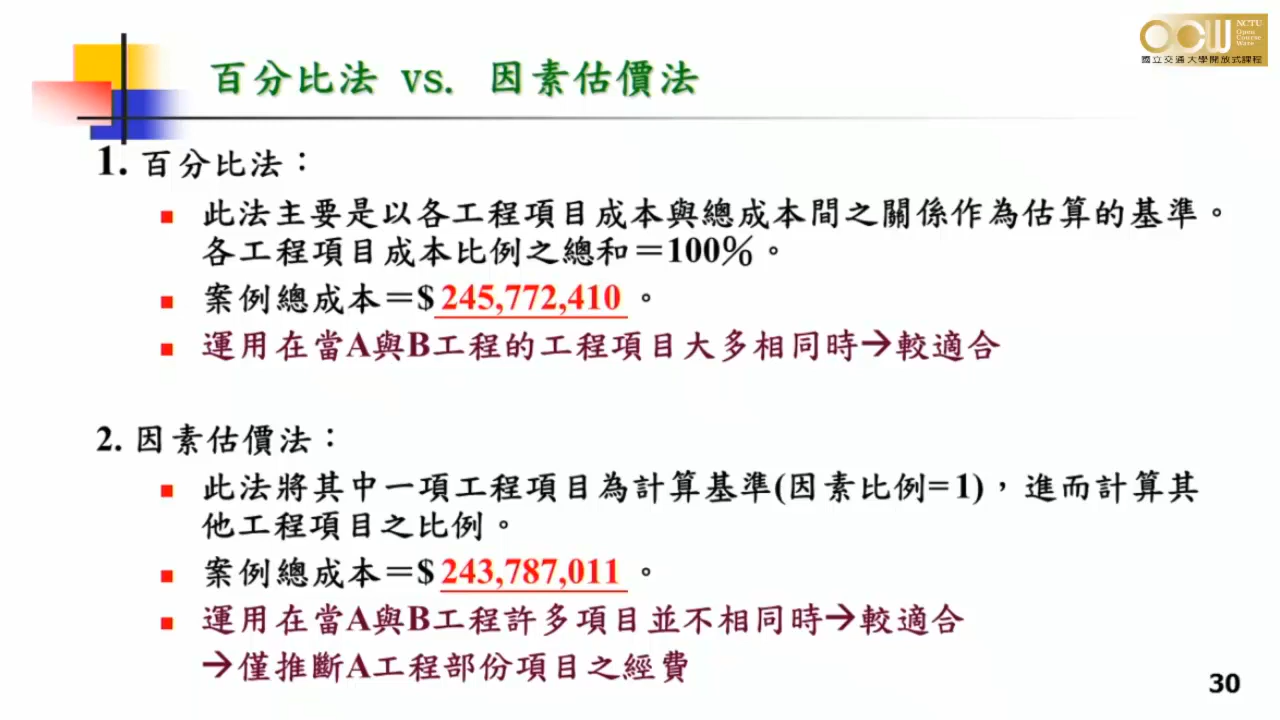 OCW
NCTU
Open
Course
Ware
國立交通大學開放式課程
百分比法 vs. 因素估價法
1. 百分比法：
此法主要是以各工程項目成本與總成本間之關係作為估算的基準。
各工程項目成本比例之總和＝100%。
案例總成本＝$ 245,772,410 。
運用在當A與B工程的工程項目大多相同時→較適合
2. 因素估價法：
此法將其中一項工程項目為計算基準(因素比例=1)，進而計算其
他工程項目之比例。
案例總成本＝$ 243,787,011 。
運用在當A與B工程許多項目並不相同時→較適合
→僅推斷A工程部份項目之經費
30